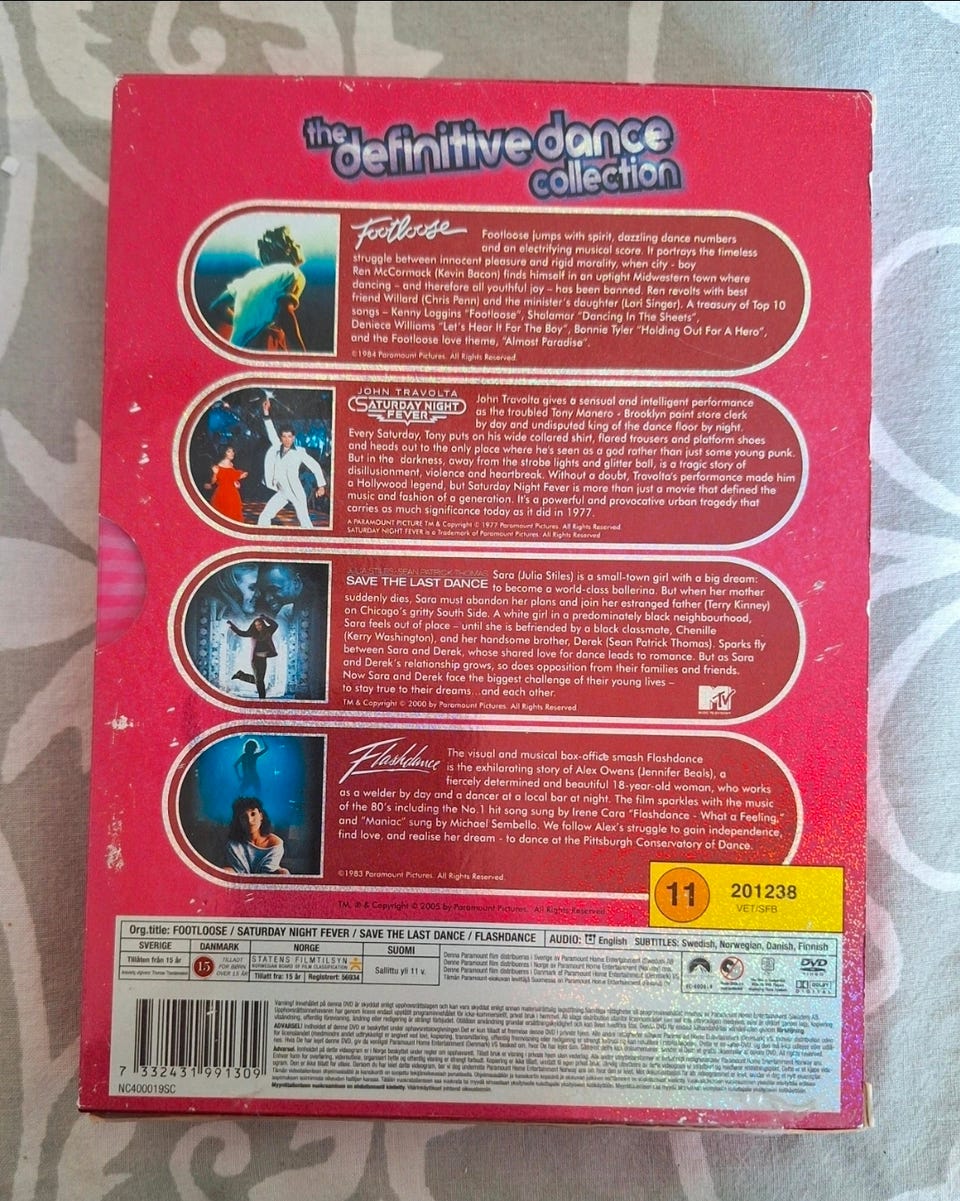 the definitive dance
collection
Footloose
Footloose jumps with spirit, dazzling dance numbers
and an electrifying musical score. It portrays the timeless
struggle between innocent pleasure and rigid morality, when city - boy
Ren McCormack (Kevin Bacon) finds himself in an uptight Midwestern town where
dancing – and therefore all youthful joy – has been banned. Ren revolts with best
friend Willard (Chris Penn) and the minister's daughter (Lori Singer). A treasury of Top 10
songs – Kenny Loggins "Footloose", Shalamar "Dancing In The Sheets",
Deniece Williams "Let's Hear It For The Boy", Bonnie Tyler "Holding Out For A Hero",
and the Footloose love theme, "Almost Paradise".
©1984 Paramount Pictures. All Rights Reserved.
JOHN TRAVOLTA
SATURDAY NIGHT
FEVER
John Travolta gives a sensual and intelligent performance
as the troubled Tony Manero - Brooklyn paint store clerk
by day and undisputed king of the dance floor by night.
Every Saturday, Tony puts on his wide collared shirt, flared trousers and platform shoes
and heads out to the only place where he's seen as a god rather than just some young punk.
But in the darkness, away from the strobe lights and glitter ball, is a tragic story of
disillusionment, violence and heartbreak. Without a doubt, Travolta's performance made him
a Hollywood legend, but Saturday Night Fever is more than just a movie that defined the
music and fashion of a generation. It's a powerful and provocative urban tragedy that
carries as much significance today as it did in 1977.
A PARAMOUNT PICTURE TM & Copyright © 1977 Paramount Pictures. All Rights Reserved
SATURDAY NIGHT FEVER is a Trademark of Paramount Pictures. All Rights Reserved
JULIA STILES · SEAN PATRICK THOMAS
SAVE THE LAST DANCE
Sara (Julia Stiles) is a small-town girl with a big dream:
to become a world-class ballerina. But when her mother
suddenly dies, Sara must abandon her plans and join her estranged father (Terry Kinney)
on Chicago's gritty South Side. A white girl in a predominately black neighbourhood,
Sara feels out of place – until she is befriended by a black classmate, Chenille
(Kerry Washington), and her handsome brother, Derek (Sean Patrick Thomas). Sparks fly
between Sara and Derek, whose shared love for dance leads to romance. But as Sara
and Derek's relationship grows, so does opposition from their families and friends.
Now Sara and Derek face the biggest challenge of their young lives –
to stay true to their dreams...and each other.
TM & Copyright © 2000 by Paramount Pictures. All Rights Reserved
MTV
MUSIC TELEVISION
Flashdance
The visual and musical box-office smash Flashdance
is the exhilarating story of Alex Owens (Jennifer Beals), a
fiercely determined and beautiful 18-year-old woman, who works
as a welder by day and a dancer at a local bar at night. The film sparkles with the music
of the 80's including the No.1 hit song sung by Irene Cara "Flashdance - What a Feeling,"
and "Maniac" sung by Michael Sembello. We follow Alex's struggle to gain independence,
find love, and realise her dream - to dance at the Pittsburgh Conservatory of Dance.
©1983 Paramount Pictures. All Rights Reserved.
11 201238
VET/SFB
TM, ® & Copyright © 2005 by Paramount Pictures. All Rights Reserved
Org.title: FOOTLOOSE / SATURDAY NIGHT FEVER / SAVE THE LAST DANCE / FLASHDANCE AUDIO: English SUBTITLES: Swedish, Norwegian, Danish, Finnish
SVERIGE DANMARK NORGE SUOMI
Tillåten från 15 år
15 TILLADT FOR BØRN OVER 15 ÅR
STATENS FILMTILSYN
NORWEGIAN BOARD OF FILM CLASSIFICATION
Tillatt fra: 15 år Registrert: 56034
Sallittu yli 11 v.
DVD
VIDEO
DOLBY
DIGITAL
7 332431 991309
NC400019SC